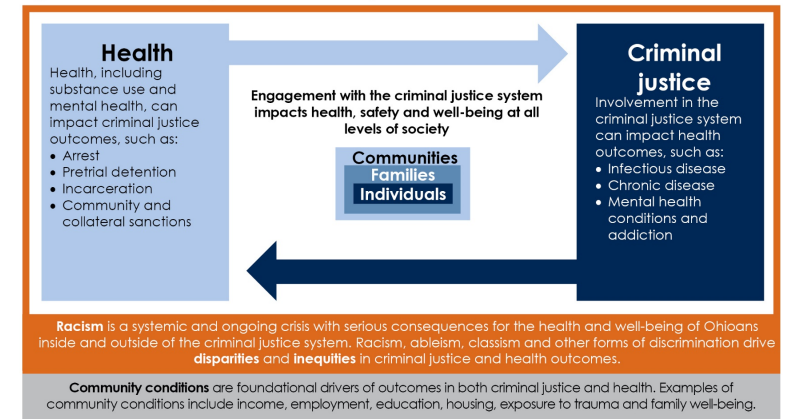 Health
Health, including
substance use and
mental health, can
impact criminal justice
outcomes, such as:
• Arrest
• Pretrial detention
• Incarceration
• Community and
collateral sanctions
Engagement with the criminal justice system
impacts health, safety and well-being at all
levels of society
Communities
Families
Individuals
Criminal
justice
Involvement in the
criminal justice system
can impact health
outcomes, such as:
• Infectious disease
• Chronic disease
• Mental health
conditions and
addiction
Racism is a systemic and ongoing crisis with serious consequences for the health and well-being of Ohioans
inside and outside of the criminal justice system. Racism, ableism, classism and other forms of discrimination drive
disparities and inequities in criminal justice and health outcomes.
Community conditions are foundational drivers of outcomes in both criminal justice and health. Examples of
community conditions include income, employment, education, housing, exposure to trauma and family well-being.